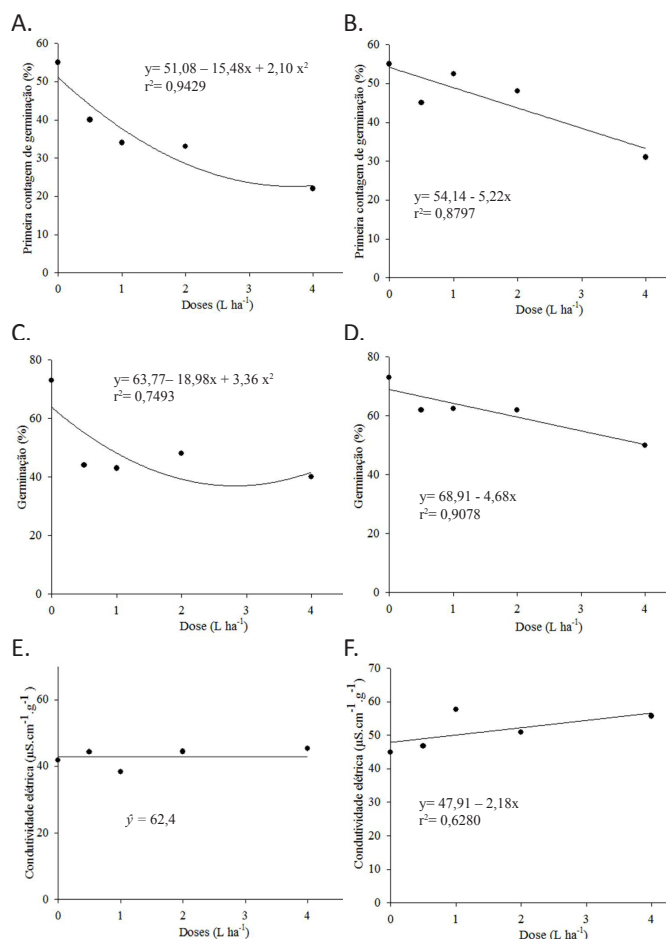 A.
Primeira contagem de germinação (%)
60
50
40
30
20
10
0
y= 51,08 – 15,48x + 2,10 x²
r²= 0,9429
0 1 2 3 4
Doses (L ha⁻¹)
B.
Primeira contagem de germinação (%)
60
50
40
30
20
10
0
y= 54,14 - 5,22x
r²= 0,8797
0 1 2 3 4
Dose (L ha⁻¹)
C.
Germinação (%)
80
60
40
20
0
y= 63,77– 18,98x + 3,36 x²
r²= 0,7493
0 1 2 3 4
Dose (L ha⁻¹)
D.
Germinação (%)
80
60
40
20
0
y= 68,91 - 4,68x
r²= 0,9078
0 1 2 3 4
Dose (L ha⁻¹)
E.
Condutividade elétrica (µS.cm⁻¹.g⁻¹)
60
40
20
0
ŷ = 62,4
0 1 2 3 4
Doses (L ha⁻¹)
F.
Condutividade elétrica (µS.cm⁻¹.g⁻¹)
70
60
50
40
30
20
10
0
y= 47,91 – 2,18x
r²= 0,6280
0 1 2 3 4
Dose (L ha⁻¹)